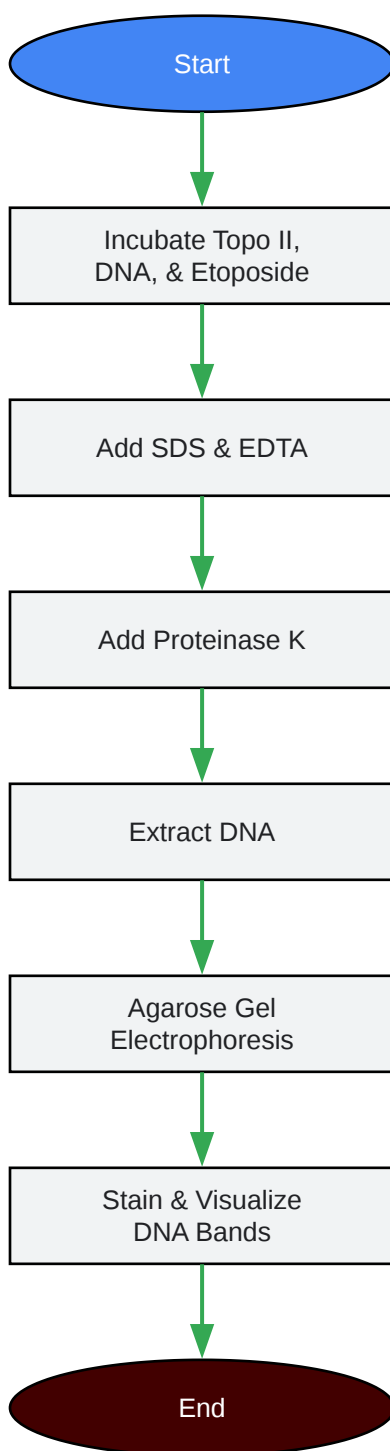 Start
Incubate Topo II,
DNA, & Etoposide
Add SDS & EDTA
Add Proteinase K
Extract DNA
Agarose Gel
Electrophoresis
Stain & Visualize
DNA Bands
End